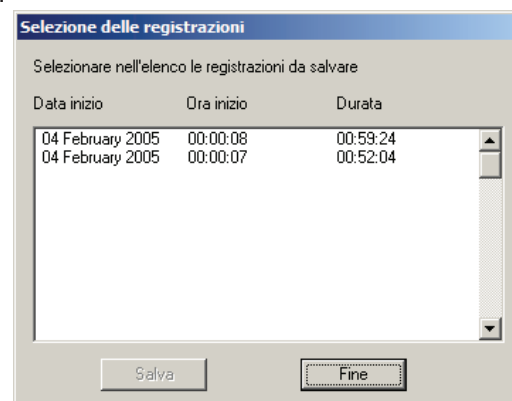 Selezione delle registrazioni
Selezionare nell'elenco le registrazioni da salvare
Data inizio Ora inizio Durata
04 February 2005 00:00:08 00:59:24
04 February 2005 00:00:07 00:52:04
Salva Fine